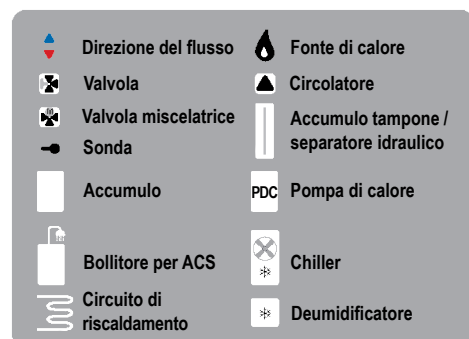 Direzione del flusso
Fonte di calore
Valvola
Circolatore
Valvola miscelatrice
Accumulo tampone /
separatore idraulico
Sonda
Accumulo
PDC Pompa di calore
Bollitore per ACS
Chiller
Circuito di
riscaldamento
Deumidificatore